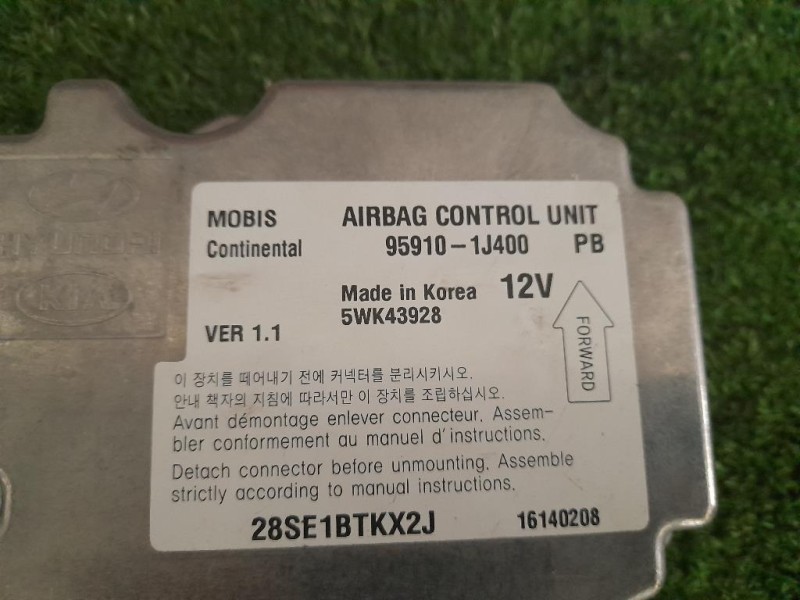 MOBIS AIRBAG CONTROL UNIT
Continental 95910-1J400 PB
Made in Korea 12V
5WK43928
VER 1.1
FORWARD
이 장치를 떼어내기 전에 커넥터를 분리시키시오.
안내 책자의 지침에 따라서만 이 장치를 조립하십시오.
Avant démontage enlever connecteur. Assem-
bler conformement au manuel d'instructions.
Detach connector before unmounting. Assemble
strictly according to manual instructions.
28SE1BTKX2J 16140208
KIA